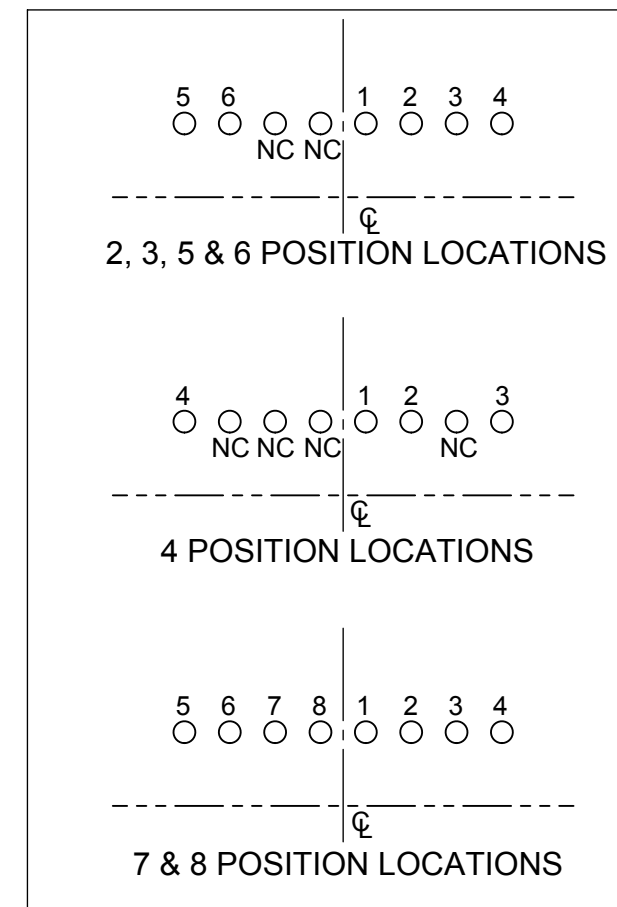 5 6 1 2 3 4
NC NC
℄
2, 3, 5 & 6 POSITION LOCATIONS
4 1 2 3
NC NC NC NC
℄
4 POSITION LOCATIONS
5 6 7 8 1 2 3 4
℄
7 & 8 POSITION LOCATIONS